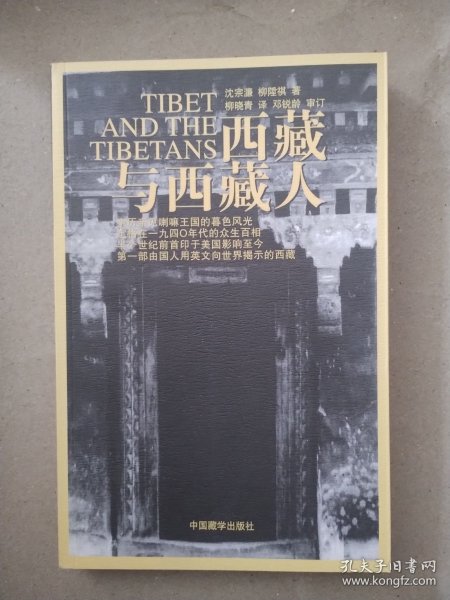 沈宗濂 柳陞祺 著
柳晓青 译 邓锐龄 审订
TIBET
AND THE
TIBETANS
西藏
与西藏人
喇嘛王国的暮色风光
在一九四〇年代的众生百相
半个世纪前首印于美国影响至今
第一部由国人用英文向世界揭示的西藏
中国藏学出版社
孔夫子旧书网
www.kongfz.com